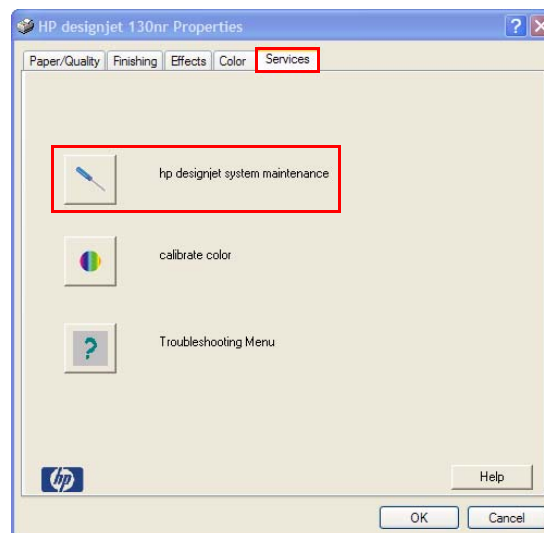 HP designjet 130nr Properties
Paper/Quality Finishing Effects Color Services
hp designjet system maintenance
calibrate color
Troubleshooting Menu
hp
Help
OK Cancel